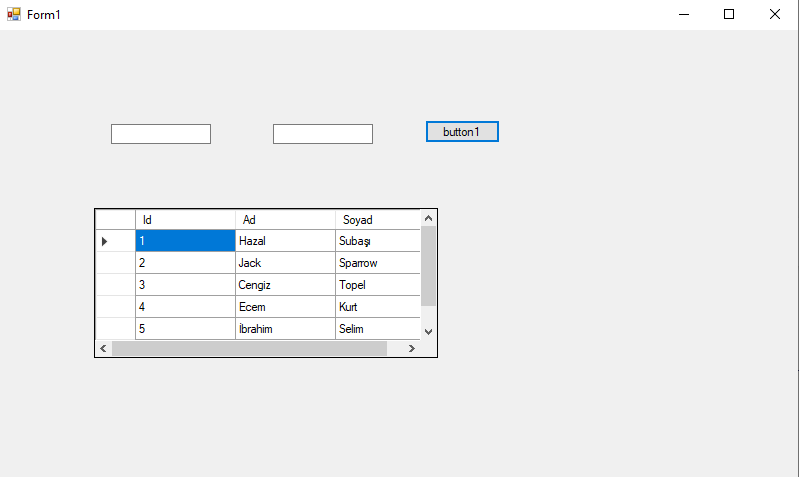 Form1
button1
Id Ad Soyad
1 Hazal Subaşı
2 Jack Sparrow
3 Cengiz Topel
4 Ecem Kurt
5 İbrahim Selim